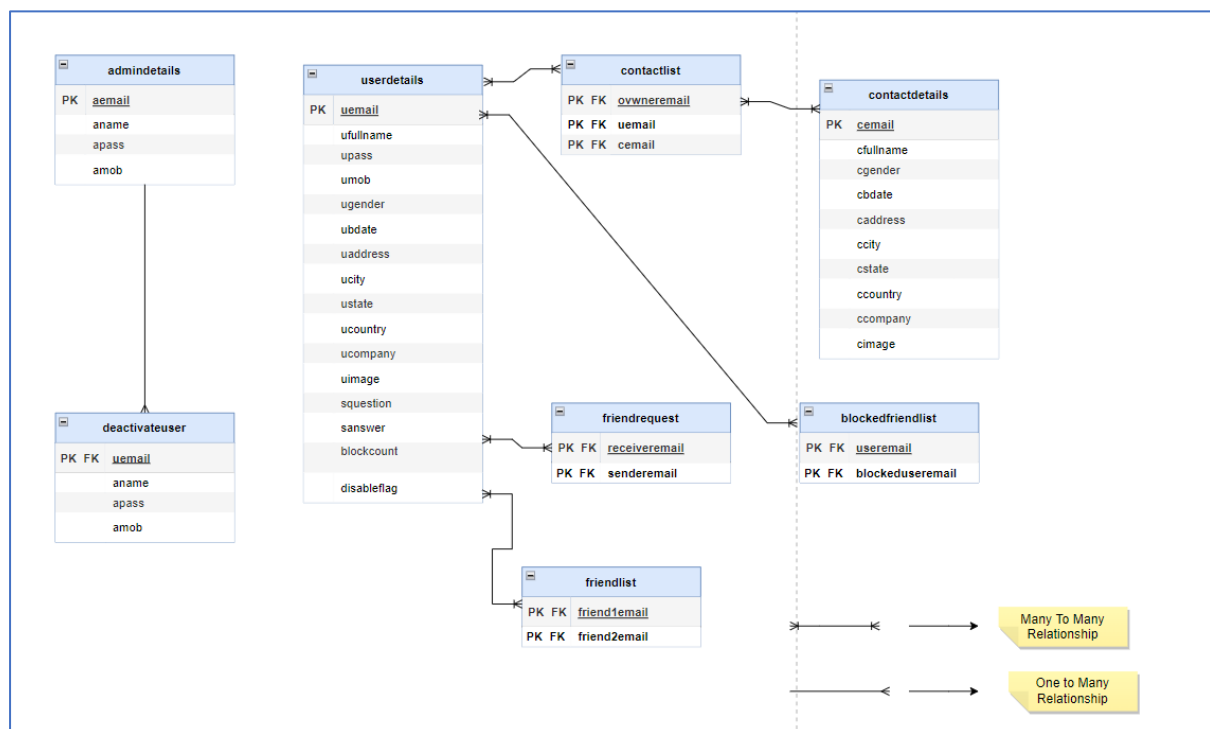 admindetails
PK aemail
aname
apass
amob
userdetails
PK uemail
ufullname
upass
umob
ugender
ubdate
uaddress
ucity
ustate
ucountry
ucompany
uimage
squestion
sanswer
blockcount
disableflag
contactlist
PK FK ovwneremail
PK FK uemail
PK FK cemail
contactdetails
PK cemail
cfullname
cgender
cbdate
caddress
ccity
cstate
ccountry
ccompany
cimage
deactivateuser
PK FK uemail
aname
apass
amob
friendrequest
PK FK receiveremail
PK FK senderemail
blockedfriendlist
PK FK useremail
PK FK blockeduseremail
friendlist
PK FK friend1email
PK FK friend2email
Many To Many
Relationship
One to Many
Relationship